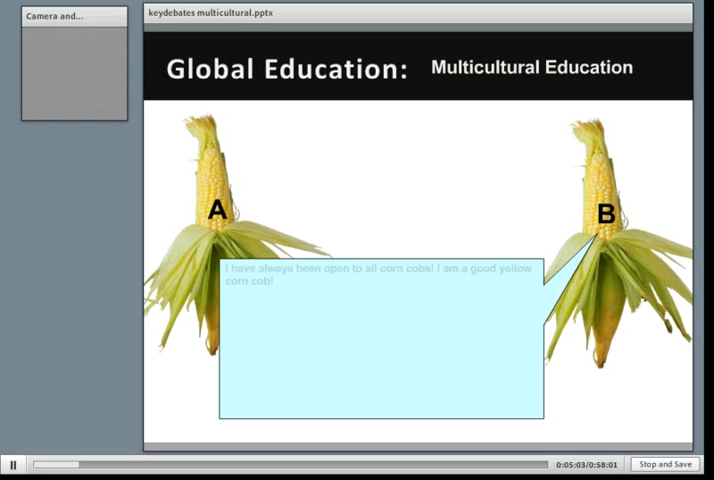 Camera and...
keydebates multicultural.pptx
Global Education: Multicultural Education
A
B
I have always been open to all corn cobs! I am a good yellow
corn cob!
0:05:03/0:58:01
Stop and Save